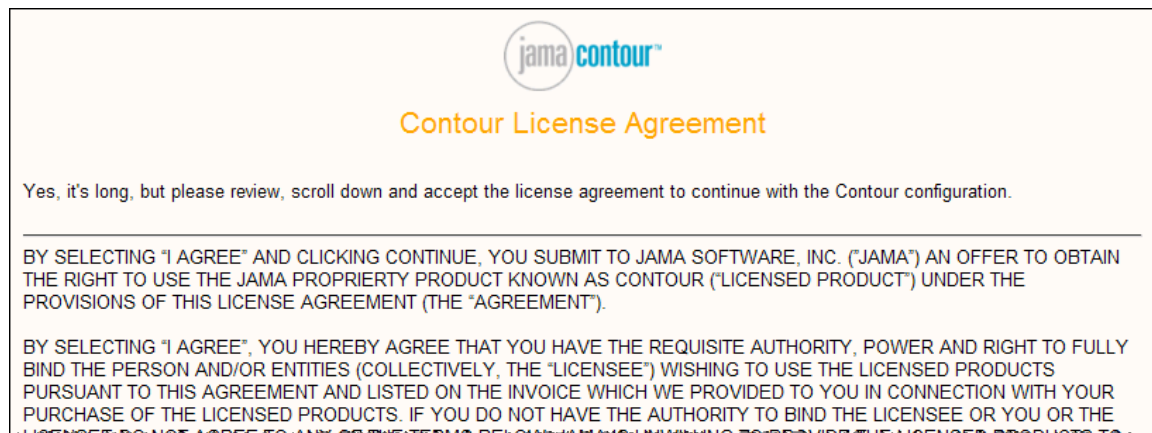 jama contour™
Contour License Agreement
Yes, it's long, but please review, scroll down and accept the license agreement to continue with the Contour configuration.
BY SELECTING “I AGREE” AND CLICKING CONTINUE, YOU SUBMIT TO JAMA SOFTWARE, INC. (“JAMA”) AN OFFER TO OBTAIN
THE RIGHT TO USE THE JAMA PROPRIERTY PRODUCT KNOWN AS CONTOUR (“LICENSED PRODUCT”) UNDER THE
PROVISIONS OF THIS LICENSE AGREEMENT (THE “AGREEMENT”).
BY SELECTING “I AGREE”, YOU HEREBY AGREE THAT YOU HAVE THE REQUISITE AUTHORITY, POWER AND RIGHT TO FULLY
BIND THE PERSON AND/OR ENTITIES (COLLECTIVELY, THE “LICENSEE”) WISHING TO USE THE LICENSED PRODUCTS
PURSUANT TO THIS AGREEMENT AND LISTED ON THE INVOICE WHICH WE PROVIDED TO YOU IN CONNECTION WITH YOUR
PURCHASE OF THE LICENSED PRODUCTS. IF YOU DO NOT HAVE THE AUTHORITY TO BIND THE LICENSEE OR YOU OR THE